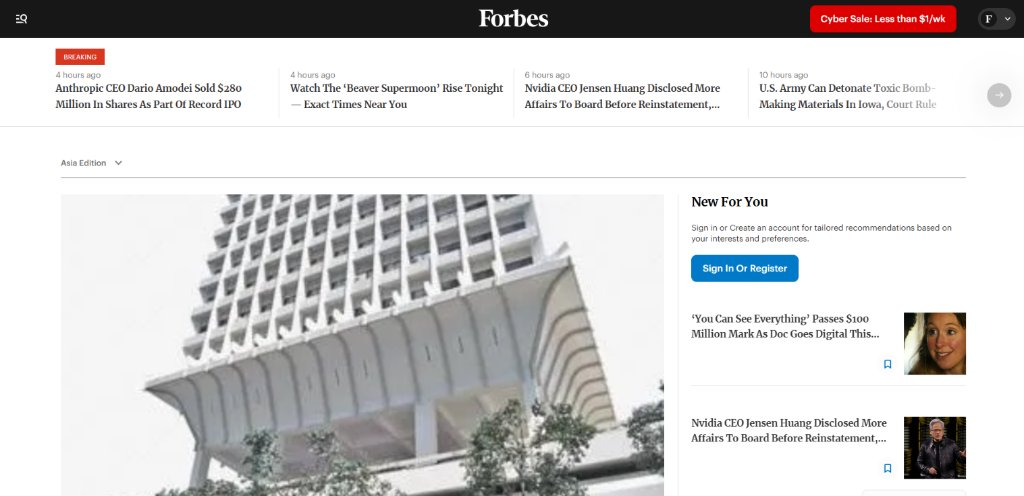 Forbes
Cyber Sale: Less than $1/wk
F
BREAKING
4 hours ago
Anthropic CEO Dario Amodei Sold $280
Million In Shares As Part Of Record IPO
4 hours ago
Watch The ‘Beaver Supermoon’ Rise Tonight
— Exact Times Near You
6 hours ago
Nvidia CEO Jensen Huang Disclosed More
Affairs To Board Before Reinstatement,...
10 hours ago
U.S. Army Can Detonate Toxic Bomb-
Making Materials In Iowa, Court Rule
Asia Edition
New For You
Sign in or Create an account for tailored recommendations based on
your interests and preferences.
Sign In Or Register
‘You Can See Everything’ Passes $100
Million Mark As Doc Goes Digital This...
Nvidia CEO Jensen Huang Disclosed More
Affairs To Board Before Reinstatement,...